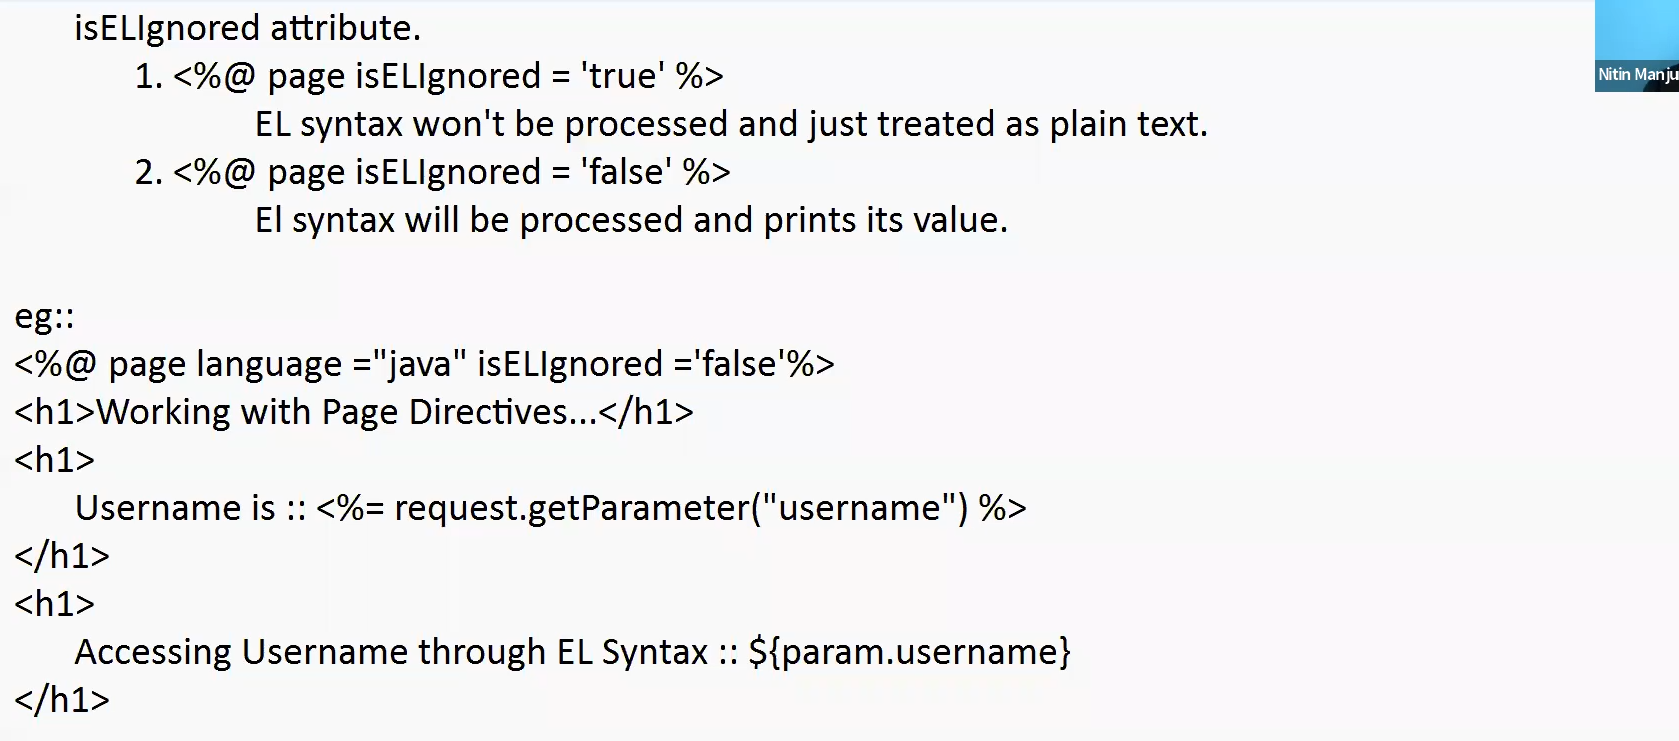 isELIgnored attribute.
1. <%@ page isELIgnored = 'true' %>
EL syntax won't be processed and just treated as plain text.
2. <%@ page isELIgnored = 'false' %>
El syntax will be processed and prints its value.
eg::
<%@ page language ="java" isELIgnored ='false'%>
<h1>Working with Page Directives...</h1>
<h1>
Username is :: <%= request.getParameter("username") %>
</h1>
<h1>
Accessing Username through EL Syntax :: ${param.username}
</h1>
Nitin Manju